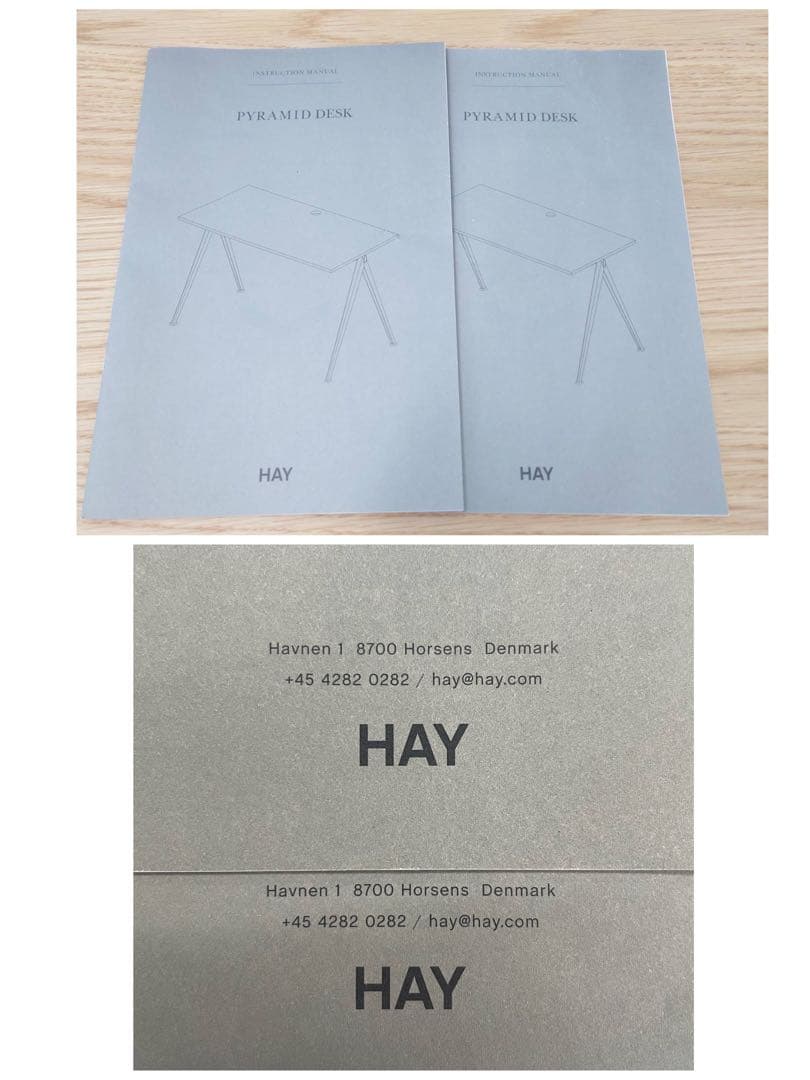 INSTRUCTION MANUAL
PYRAMID DESK
HAY
INSTRUCTION MANUAL
PYRAMID DESK
HAY
Havnen 1 8700 Horsens Denmark
+45 4282 0282 / hay@hay.com
HAY
Havnen 1 8700 Horsens Denmark
+45 4282 0282 / hay@hay.com
HAY